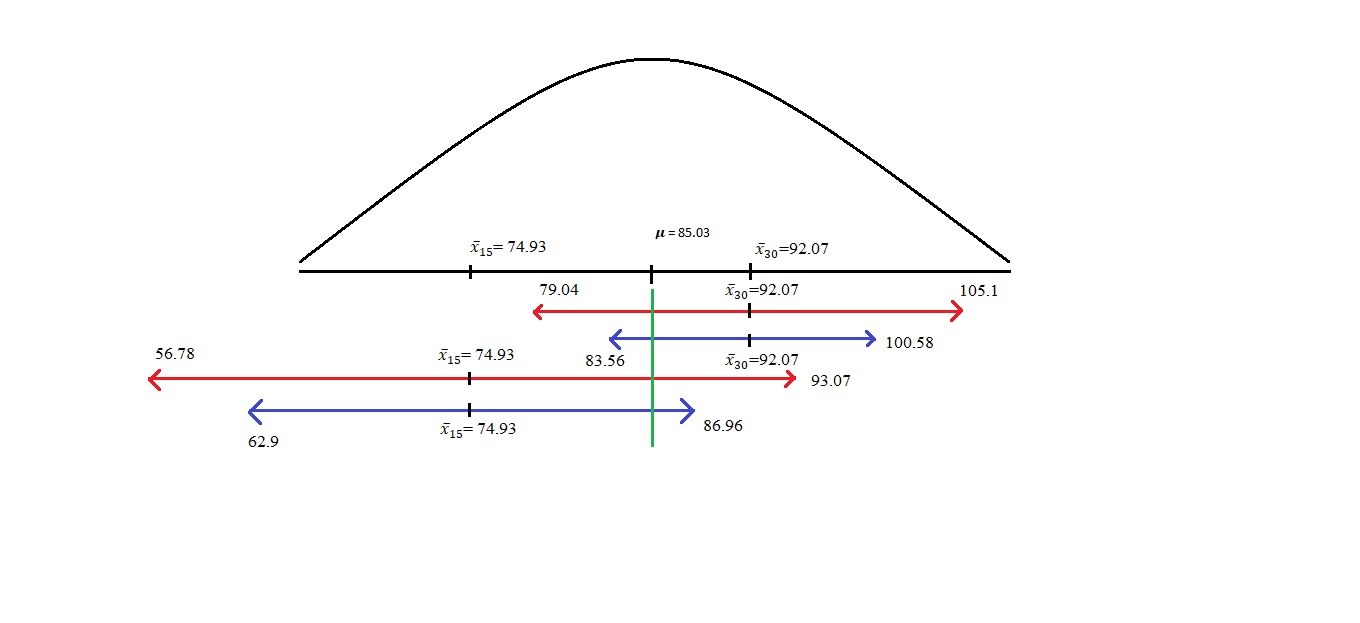 μ = 85.03
x̄₁₅= 74.93
x̄₃₀=92.07
79.04
x̄₃₀=92.07
105.1
100.58
83.56
x̄₃₀=92.07
56.78
x̄₁₅= 74.93
93.07
62.9
x̄₁₅= 74.93
86.96